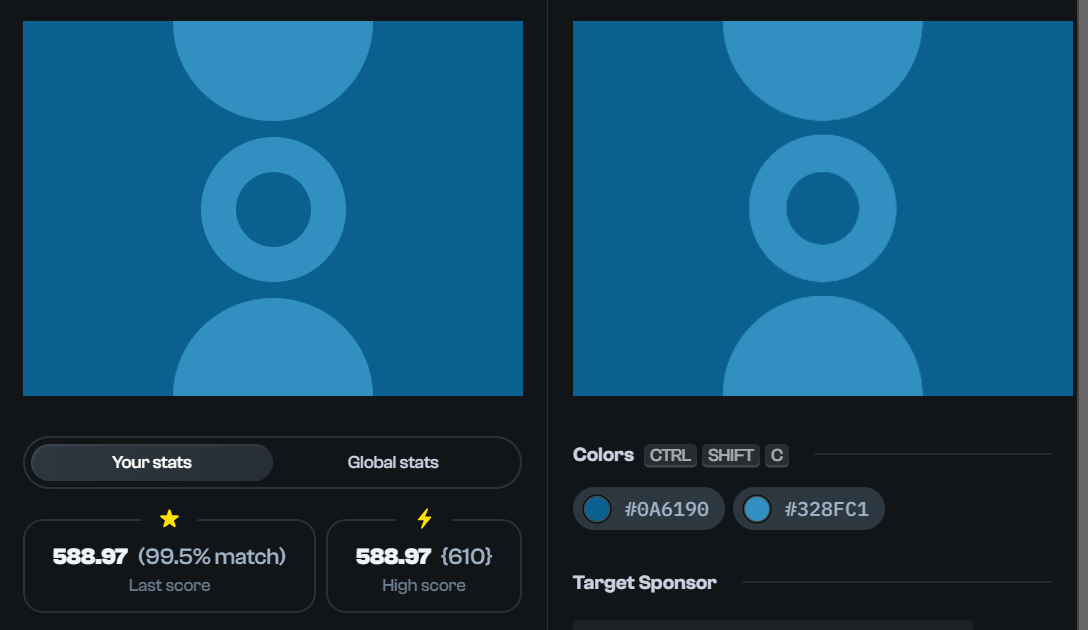 Your stats
Global stats
588.97 (99.5% match)
Last score
588.97 {610}
High score
Colors CTRL SHIFT C
#0A6190 #328FC1
Target Sponsor